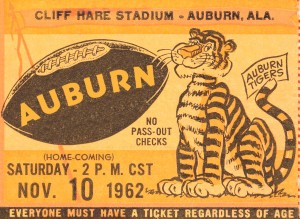 CLIFF HARE STADIUM - AUBURN, ALA.
AUBURN
AUBURN
TIGERS
NO
PASS-OUT
CHECKS
(HOME-COMING)
SATURDAY - 2 P. M. CST
NOV. 10 1962
EVERYONE MUST HAVE A TICKET REGARDLESS OF AGE